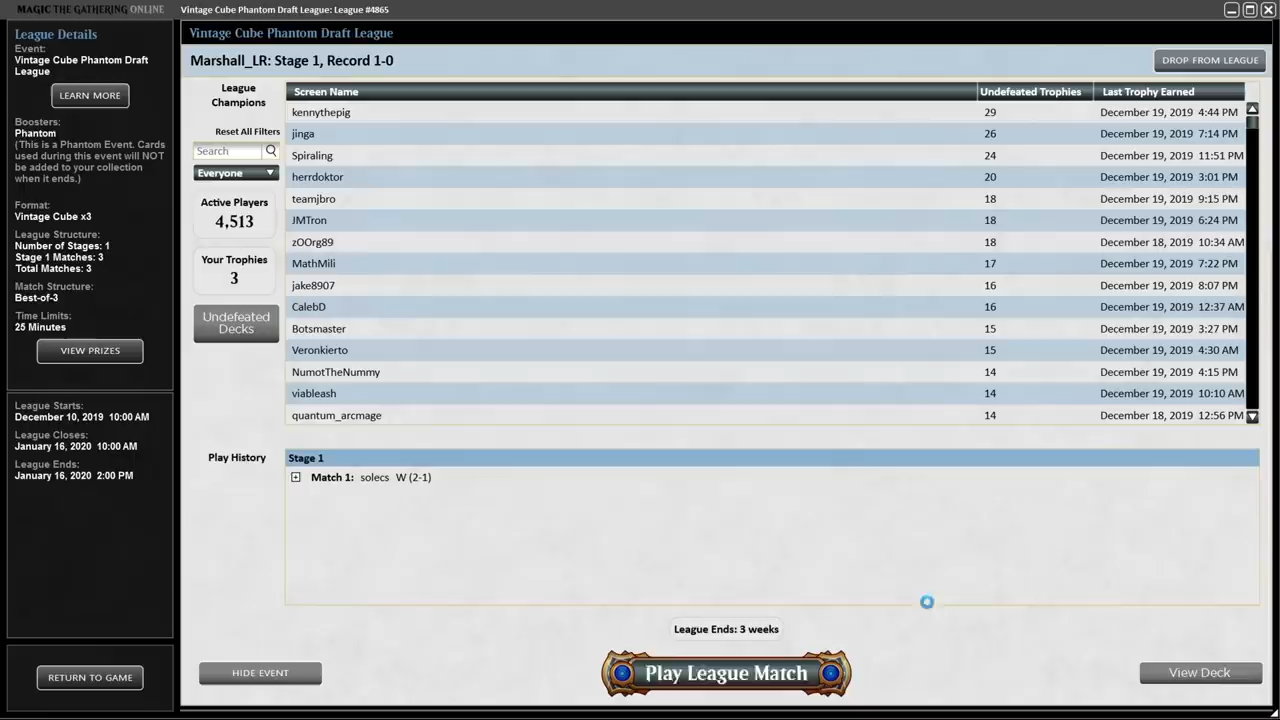 MAGIC THE GATHERING ONLINE
Vintage Cube Phantom Draft League: League #4865
League Details
Event:
Vintage Cube Phantom Draft
League
LEARN MORE
Boosters:
Phantom
(This is a Phantom Event. Cards
used during this event will NOT
be added to your collection
when it ends.)
Format:
Vintage Cube x3
League Structure:
Number of Stages: 1
Stage 1 Matches: 3
Total Matches: 3
Match Structure:
Best-of-3
Time Limits:
25 Minutes
VIEW PRIZES
League Starts:
December 10, 2019 10:00 AM
League Closes:
January 16, 2020 10:00 AM
League Ends:
January 16, 2020 2:00 PM
RETURN TO GAME
Vintage Cube Phantom Draft League
Marshall_LR: Stage 1, Record 1-0
DROP FROM LEAGUE
League
Champions
Reset All Filters
Search
Everyone
Active Players
4,513
Your Trophies
3
Undefeated
Decks
Screen Name Undefeated Trophies Last Trophy Earned
kennythepig 29 December 19, 2019 4:44 PM
jinga 26 December 19, 2019 7:14 PM
Spiraling 24 December 19, 2019 11:51 PM
herrdoktor 20 December 19, 2019 3:01 PM
teamjbro 18 December 19, 2019 9:15 PM
JMTron 18 December 19, 2019 6:24 PM
zOOrg89 18 December 18, 2019 10:34 AM
MathMili 17 December 19, 2019 7:22 PM
jake8907 16 December 19, 2019 8:07 PM
CalebD 16 December 19, 2019 12:37 AM
Botsmaster 15 December 19, 2019 3:27 PM
Veronkierto 15 December 19, 2019 4:30 AM
NumotTheNummy 14 December 19, 2019 4:15 PM
viableash 14 December 19, 2019 10:10 AM
quantum_arcmage 14 December 18, 2019 12:56 PM
Play History
Stage 1
Match 1: solecs W (2-1)
League Ends: 3 weeks
HIDE EVENT
Play League Match
View Deck